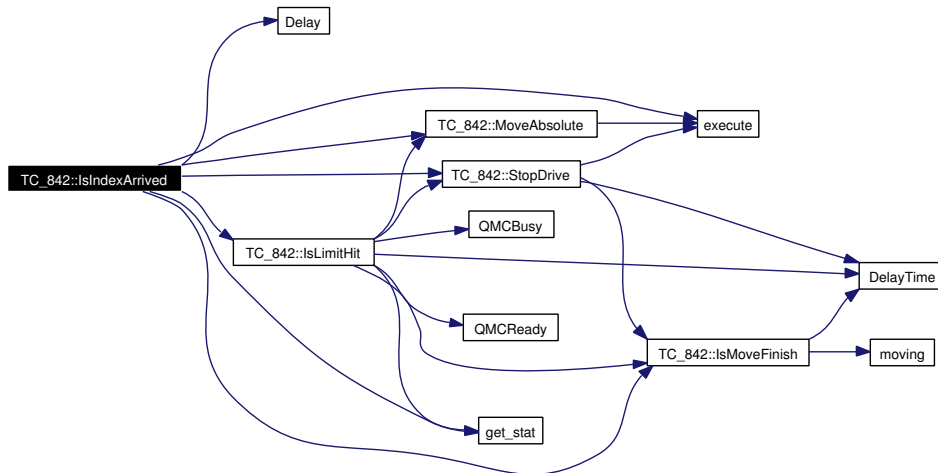 Delay
TC_842::MoveAbsolute
execute
TC_842::IsIndexArrived
TC_842::StopDrive
QMCBusy
TC_842::IsLimitHit
DelayTime
QMCReady
TC_842::IsMoveFinish
moving
get_stat